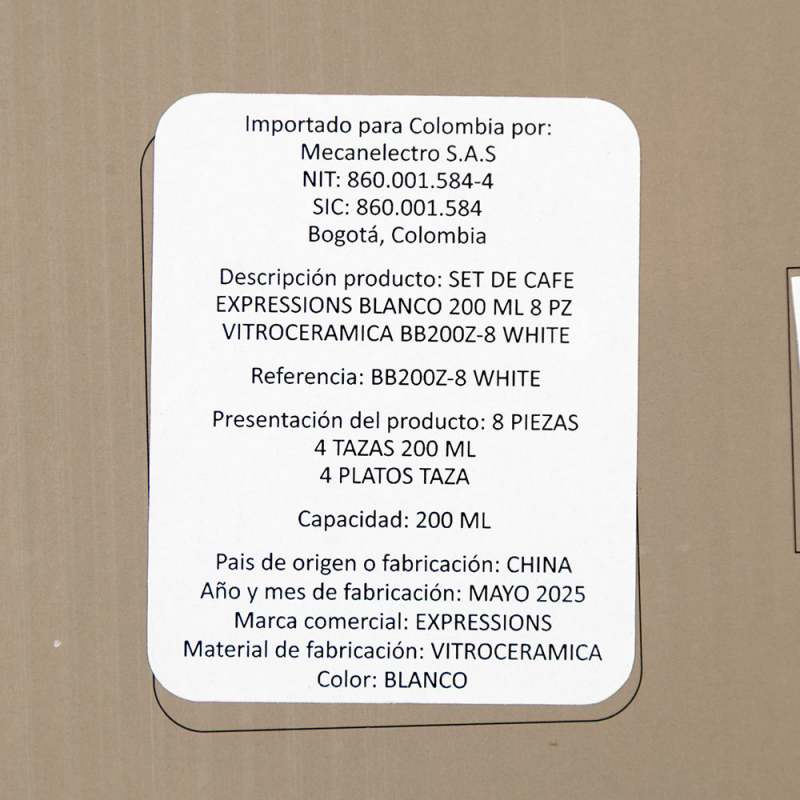 Importado para Colombia por:
Mecanelectro S.A.S
NIT: 860.001.584-4
SIC: 860.001.584
Bogotá, Colombia
Descripción producto: SET DE CAFE
EXPRESSIONS BLANCO 200 ML 8 PZ
VITROCERAMICA BB200Z-8 WHITE
Referencia: BB200Z-8 WHITE
Presentación del producto: 8 PIEZAS
4 TAZAS 200 ML
4 PLATOS TAZA
Capacidad: 200 ML
Pais de origen o fabricación: CHINA
Año y mes de fabricación: MAYO 2025
Marca comercial: EXPRESSIONS
Material de fabricación: VITROCERAMICA
Color: BLANCO